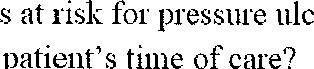 s at risk for pressure ulc
patient's time of care?